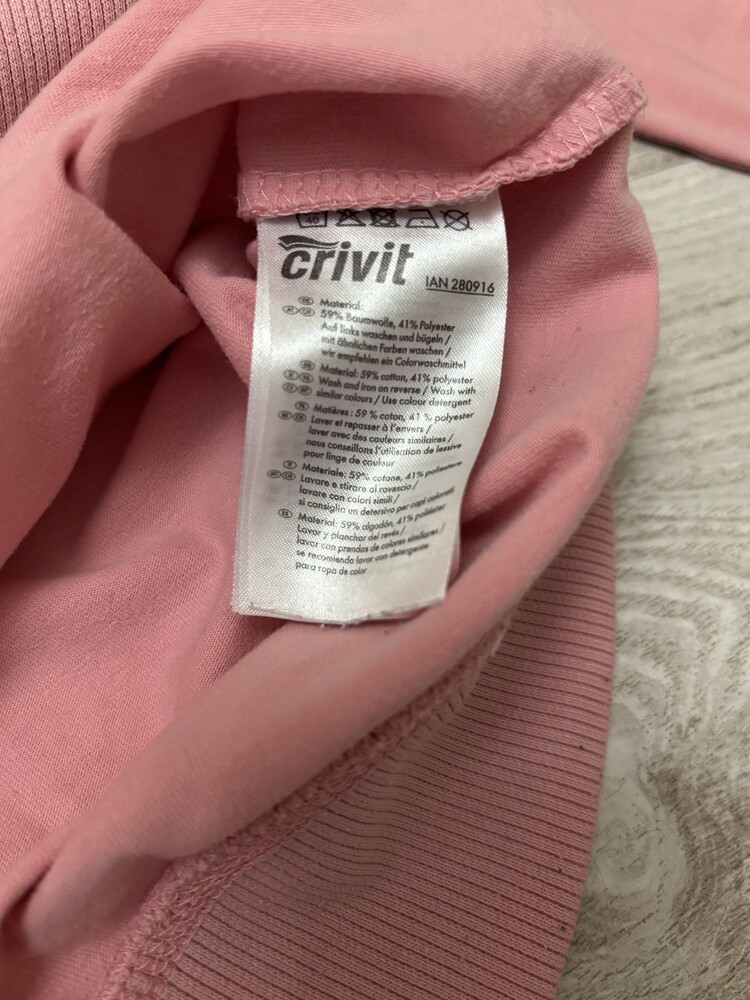 40
crivit
IAN 280916
DE Material:
AT CH 59% Baumwolle, 41% Polyester
Auf links waschen und bügeln /
mit ähnlichen Farben waschen /
wir empfehlen ein Colorwaschmittel
Material: 59% cotton, 41% polyester
Wash and iron on reverse / Wash with
similar colours / Use colour detergent
Matières: 59 % coton, 41 % polyester
Laver et repasser à l'envers /
laver avec des couleurs similaires /
nous conseillons l'utilisation de lessive
pour linge de couleur
Materiale: 59% cotone, 41% poliestere
Lavare e stirare al rovescio /
lavare con colori simili /
si consiglia un detersivo per capi colorati
ES Material: 59% algodón, 41% poliéster
Lavar y planchar del revés /
lavar con prendas de colores similares /
se recomienda lavar con detergente
para ropa de color